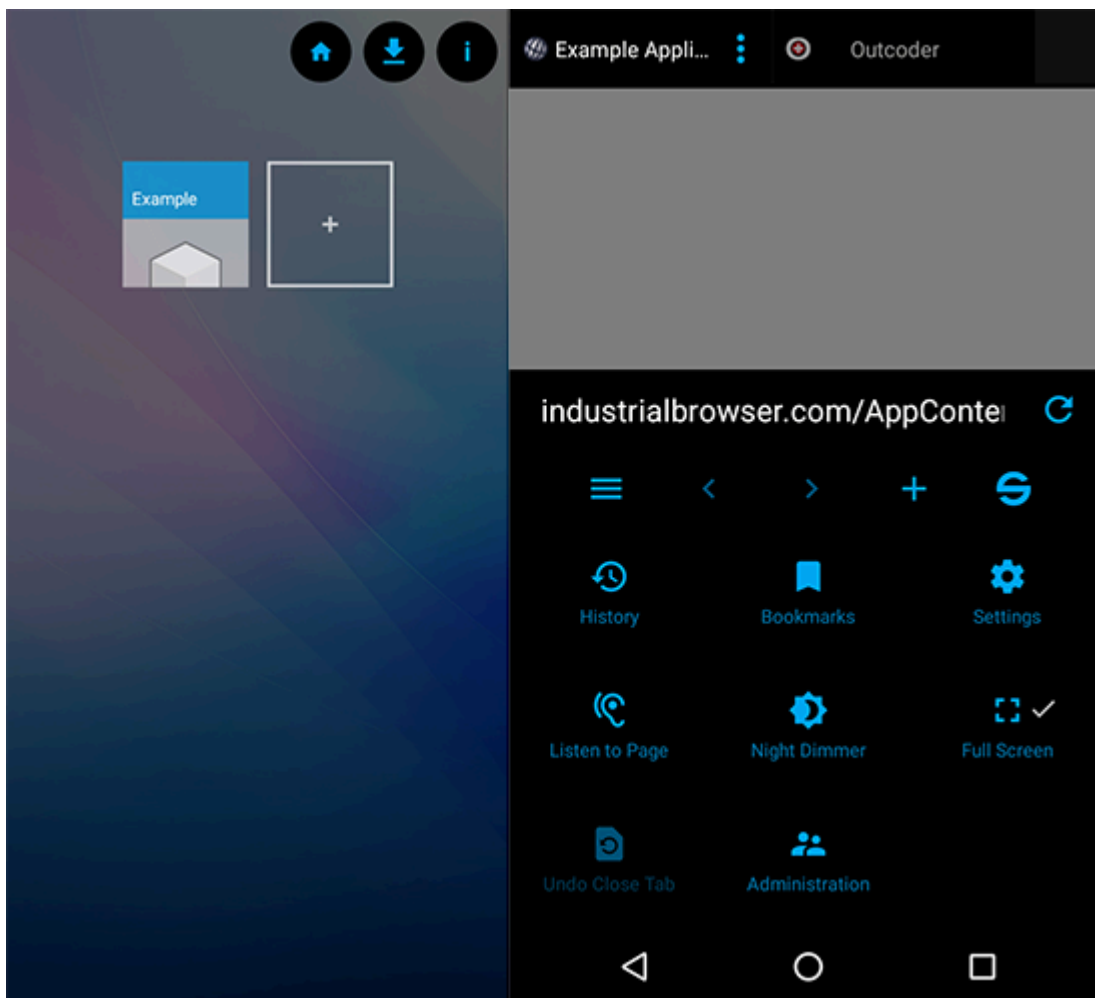 Example
+
i
Example Appli...
Outcoder
industrialbrowser.com/AppConte
History
Bookmarks
Settings
Listen to Page
Night Dimmer
Full Screen
Undo Close Tab
Administration